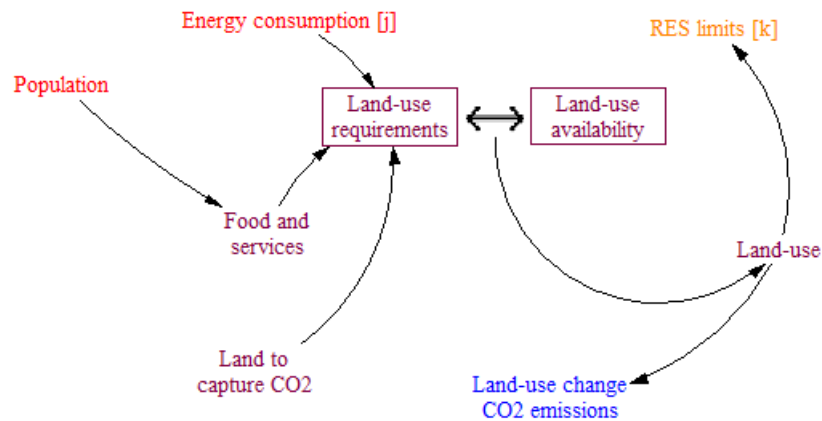 Energy consumption [j]
RES limits [k]
Population
Land-use
requirements
Land-use
availability
Food and
services
Land-use
Land to
capture CO2
Land-use change
CO2 emissions